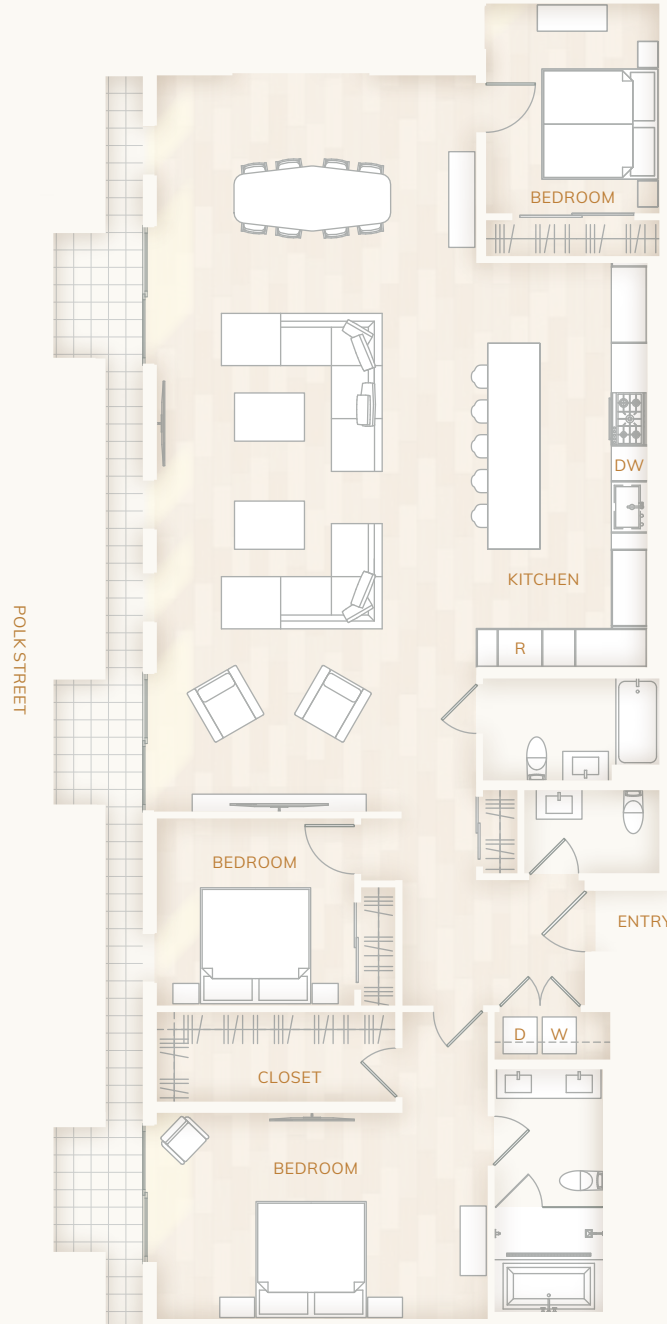 BEDROOM
DW
KITCHEN
R
POLK STREET
BEDROOM
ENTRY
D W
CLOSET
BEDROOM